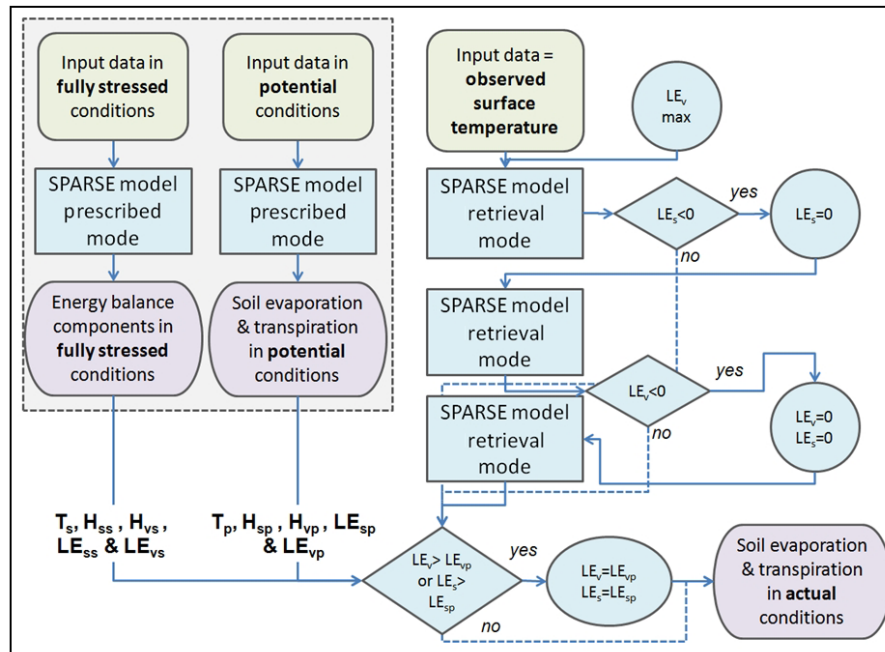 Input data in
fully stressed
conditions
Input data in
potential
conditions
Input data =
observed
surface
temperature
LEv
max
SPARSE model
prescribed
mode
SPARSE model
prescribed
mode
SPARSE model
retrieval
mode
LEs<0
yes
LEs=0
no
Energy balance
components in
fully stressed
conditions
Soil evaporation
& transpiration
in potential
conditions
SPARSE model
retrieval
mode
LEv<0
yes
no
LEv=0
LEs=0
SPARSE model
retrieval
mode
Ts, Hss , Hvs ,
LEss & LEvs
Tp, Hsp, Hvp, LEsp
& LEvp
LEv> LEvp
or LEs>
LEsp
yes
no
LEv=LEvp
LEs=LEsp
Soil evaporation
& transpiration
in actual
conditions